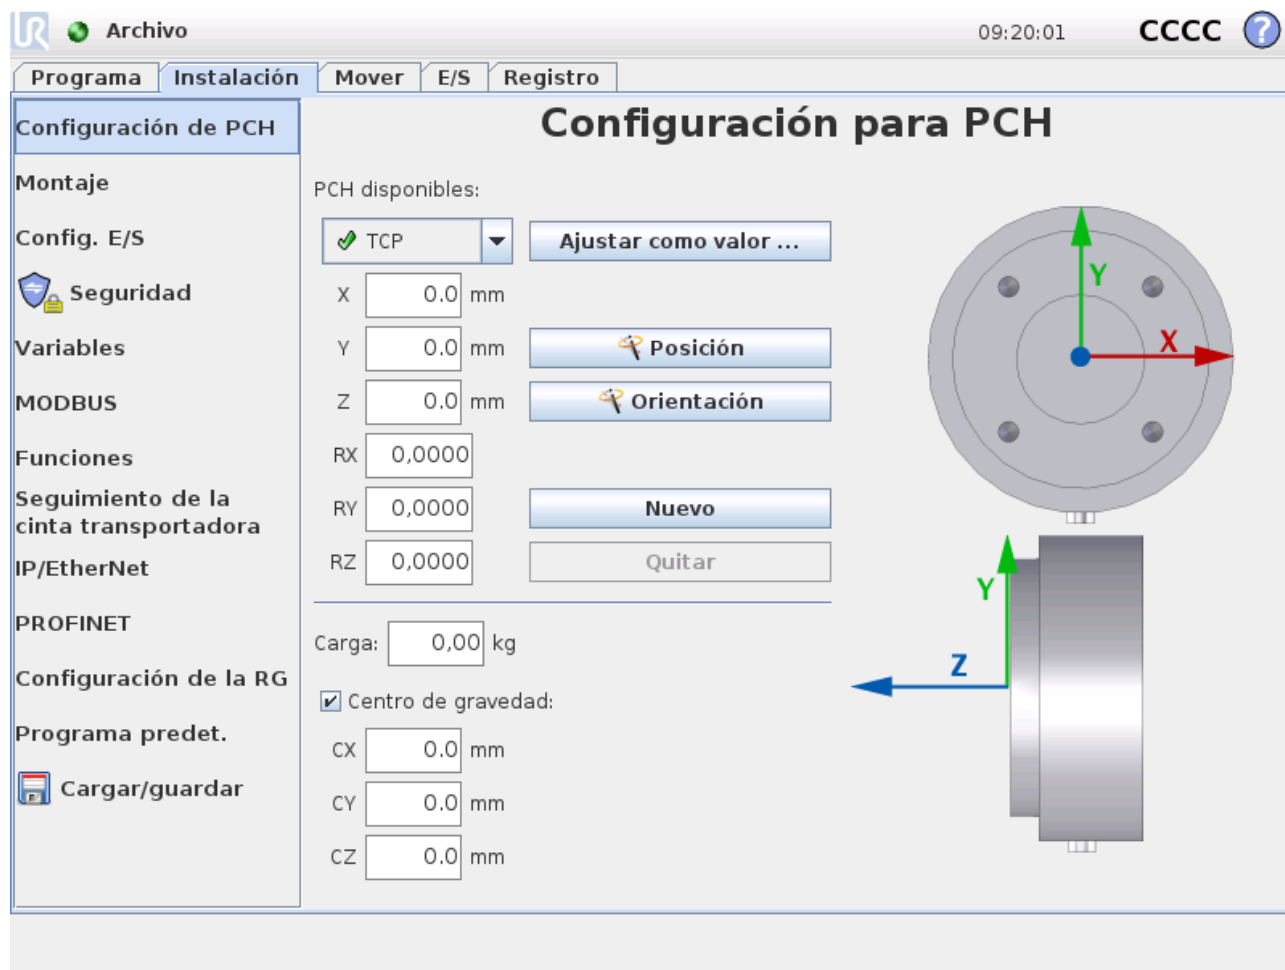 UR
Archivo
09:20:01
CCCC
?
Programa
Instalación
Mover
E/S
Registro
Configuración de PCH
Montaje
Config. E/S
Seguridad
Variables
MODBUS
Funciones
Seguimiento de la
cinta transportadora
IP/EtherNet
PROFINET
Configuración de la RG
Programa predet.
Cargar/guardar
Configuración para PCH
PCH disponibles:
TCP
Ajustar como valor ...
X 0.0 mm
Y 0.0 mm
Posición
Z 0.0 mm
Orientación
RX 0,0000
RY 0,0000
Nuevo
RZ 0,0000
Quitar
Carga: 0,00 kg
Centro de gravedad:
CX 0.0 mm
CY 0.0 mm
CZ 0.0 mm
Y
X
Y
Z